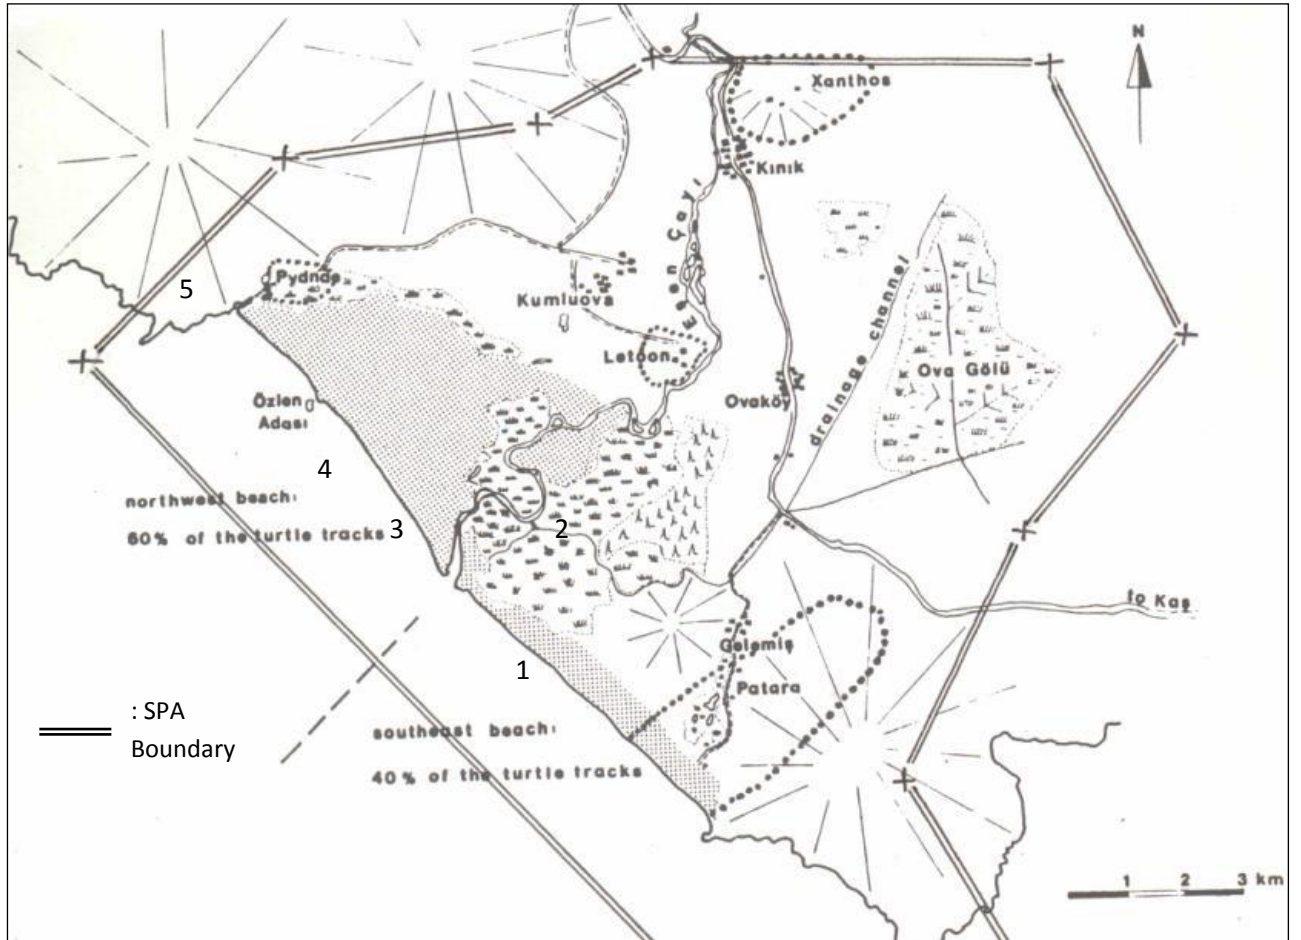 N
Xanthos
Kınık
Eşen Çayı
5
Pydnae
Kumluova
drainage channel
Letoon
Ova Gölü
Ovaköy
Özlen
Adası
4
northwest beach:
60% of the turtle tracks
3
2
to Kaş
Gelemiş
1
Patara
: SPA
Boundary
southeast beach:
40% of the turtle tracks
1 2 3 km